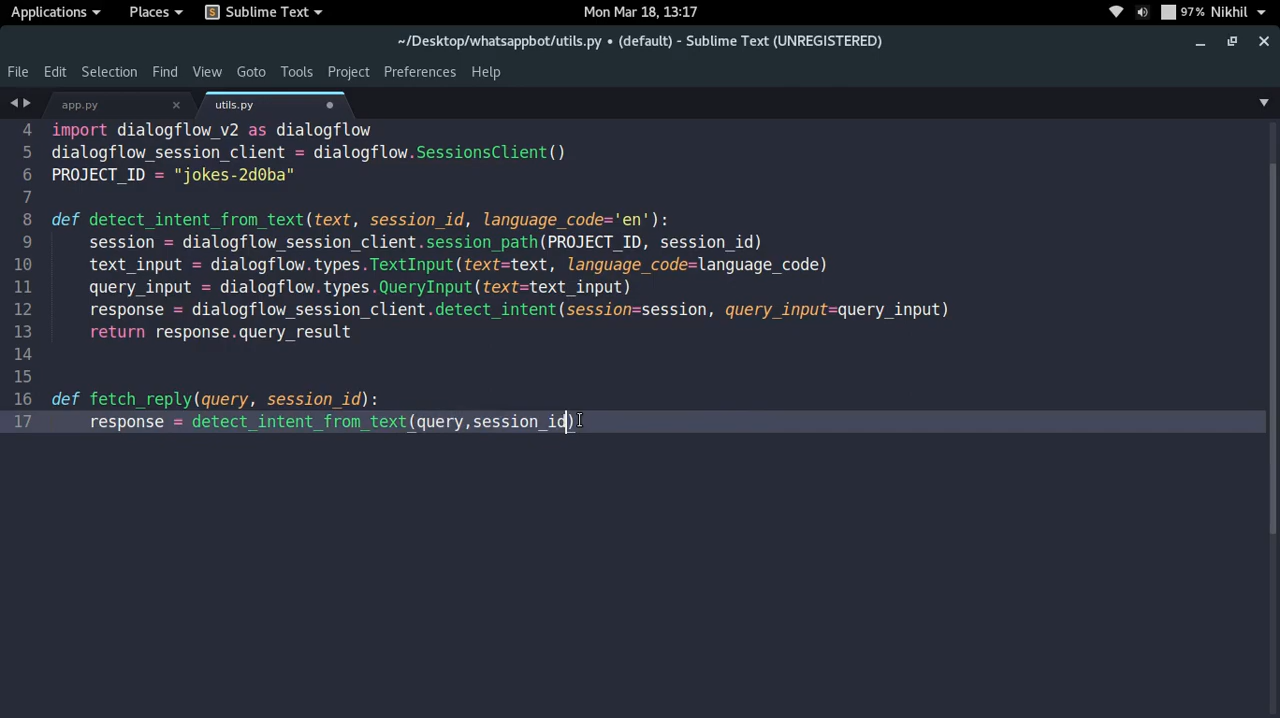 Applications Places Sublime Text Mon Mar 18, 13:17 97% Nikhil
~/Desktop/whatsappbot/utils.py • (default) - Sublime Text (UNREGISTERED)
File Edit Selection Find View Goto Tools Project Preferences Help
app.py utils.py
4 import dialogflow_v2 as dialogflow
5 dialogflow_session_client = dialogflow.SessionsClient()
6 PROJECT_ID = "jokes-2d0ba"
7
8 def detect_intent_from_text(text, session_id, language_code='en'):
9     session = dialogflow_session_client.session_path(PROJECT_ID, session_id)
10     text_input = dialogflow.types.TextInput(text=text, language_code=language_code)
11     query_input = dialogflow.types.QueryInput(text=text_input)
12     response = dialogflow_session_client.detect_intent(session=session, query_input=query_input)
13     return response.query_result
14
15
16 def fetch_reply(query, session_id):
17     response = detect_intent_from_text(query,session_id)